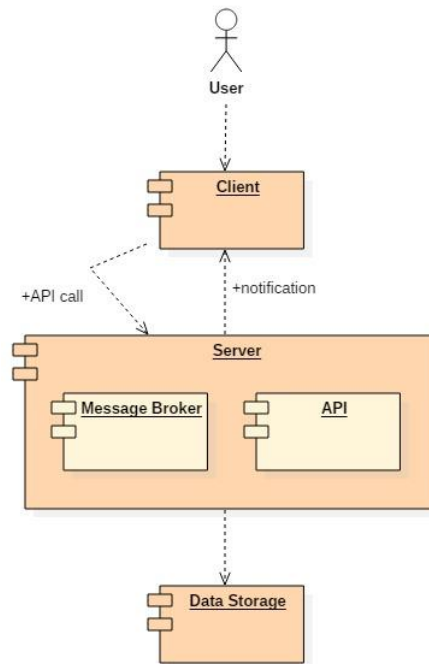 User
Client
+API call
+notification
Server
Message Broker
API
Data Storage